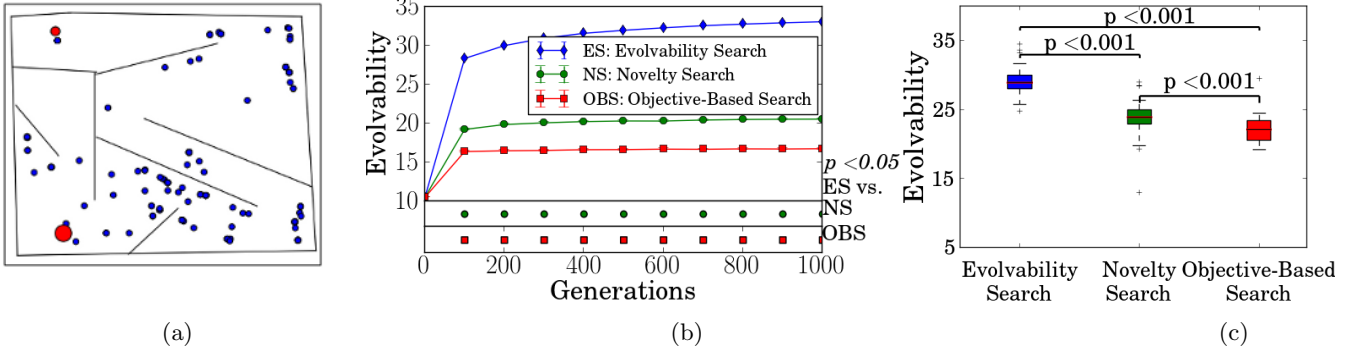 35
30
25
20
15
10
Evolvability
ES: Evolvability Search
NS: Novelty Search
OBS: Objective-Based Search
p <0.05
ES vs.
NS
OBS
0
200
400
600
800
1000
Generations
35
25
15
5
Evolvability
p <0.001
p <0.001
p <0.001
Evolvability
Search
Novelty
Search
Objective-Based
Search
(a)
(b)
(c)